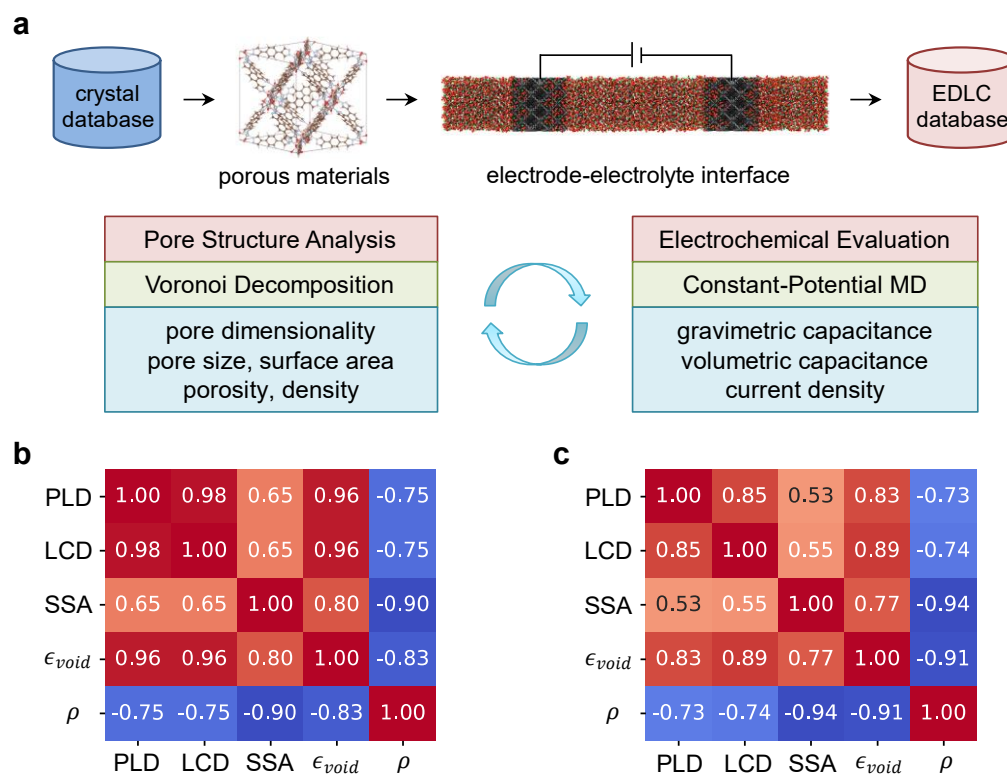 a
crystal
database
porous materials
electrode-electrolyte interface
EDLC
database
Pore Structure Analysis
Voronoi Decomposition
pore dimensionality
pore size, surface area
porosity, density
Electrochemical Evaluation
Constant-Potential MD
gravimetric capacitance
volumetric capacitance
current density
b
PLD 1.00 0.98 0.65 0.96 -0.75
LCD 0.98 1.00 0.65 0.96 -0.75
SSA 0.65 0.65 1.00 0.80 -0.90
ϵvoid 0.96 0.96 0.80 1.00 -0.83
ρ -0.75 -0.75 -0.90 -0.83 1.00
PLD LCD SSA ϵvoid ρ
c
PLD 1.00 0.85 0.53 0.83 -0.73
LCD 0.85 1.00 0.55 0.89 -0.74
SSA 0.53 0.55 1.00 0.77 -0.94
ϵvoid 0.83 0.89 0.77 1.00 -0.91
ρ -0.73 -0.74 -0.94 -0.91 1.00
PLD LCD SSA ϵvoid ρ